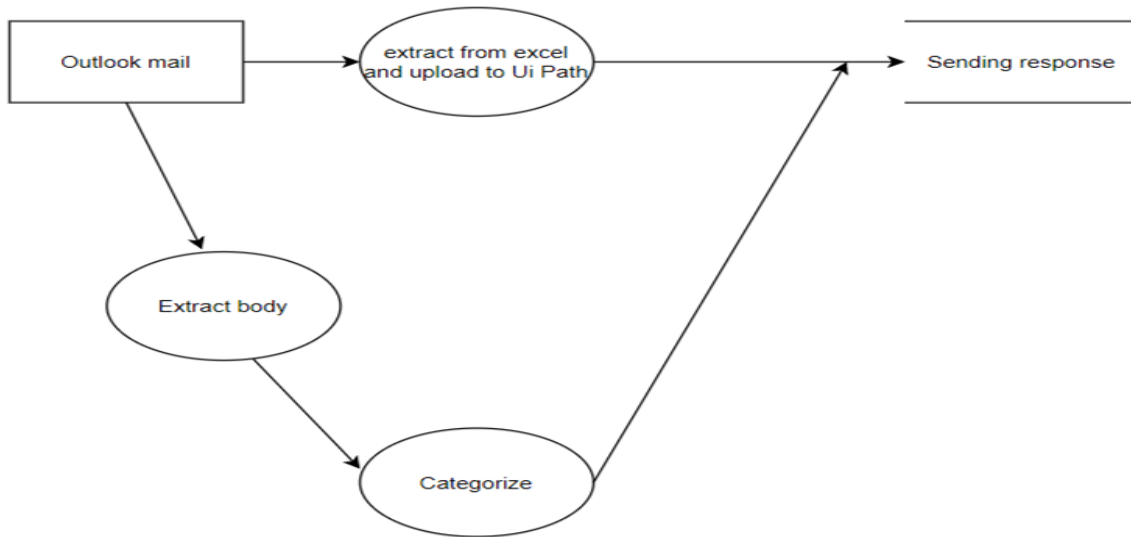 Outlook mail
extract from excel
and upload to Ui Path
Sending response
Extract body
Categorize